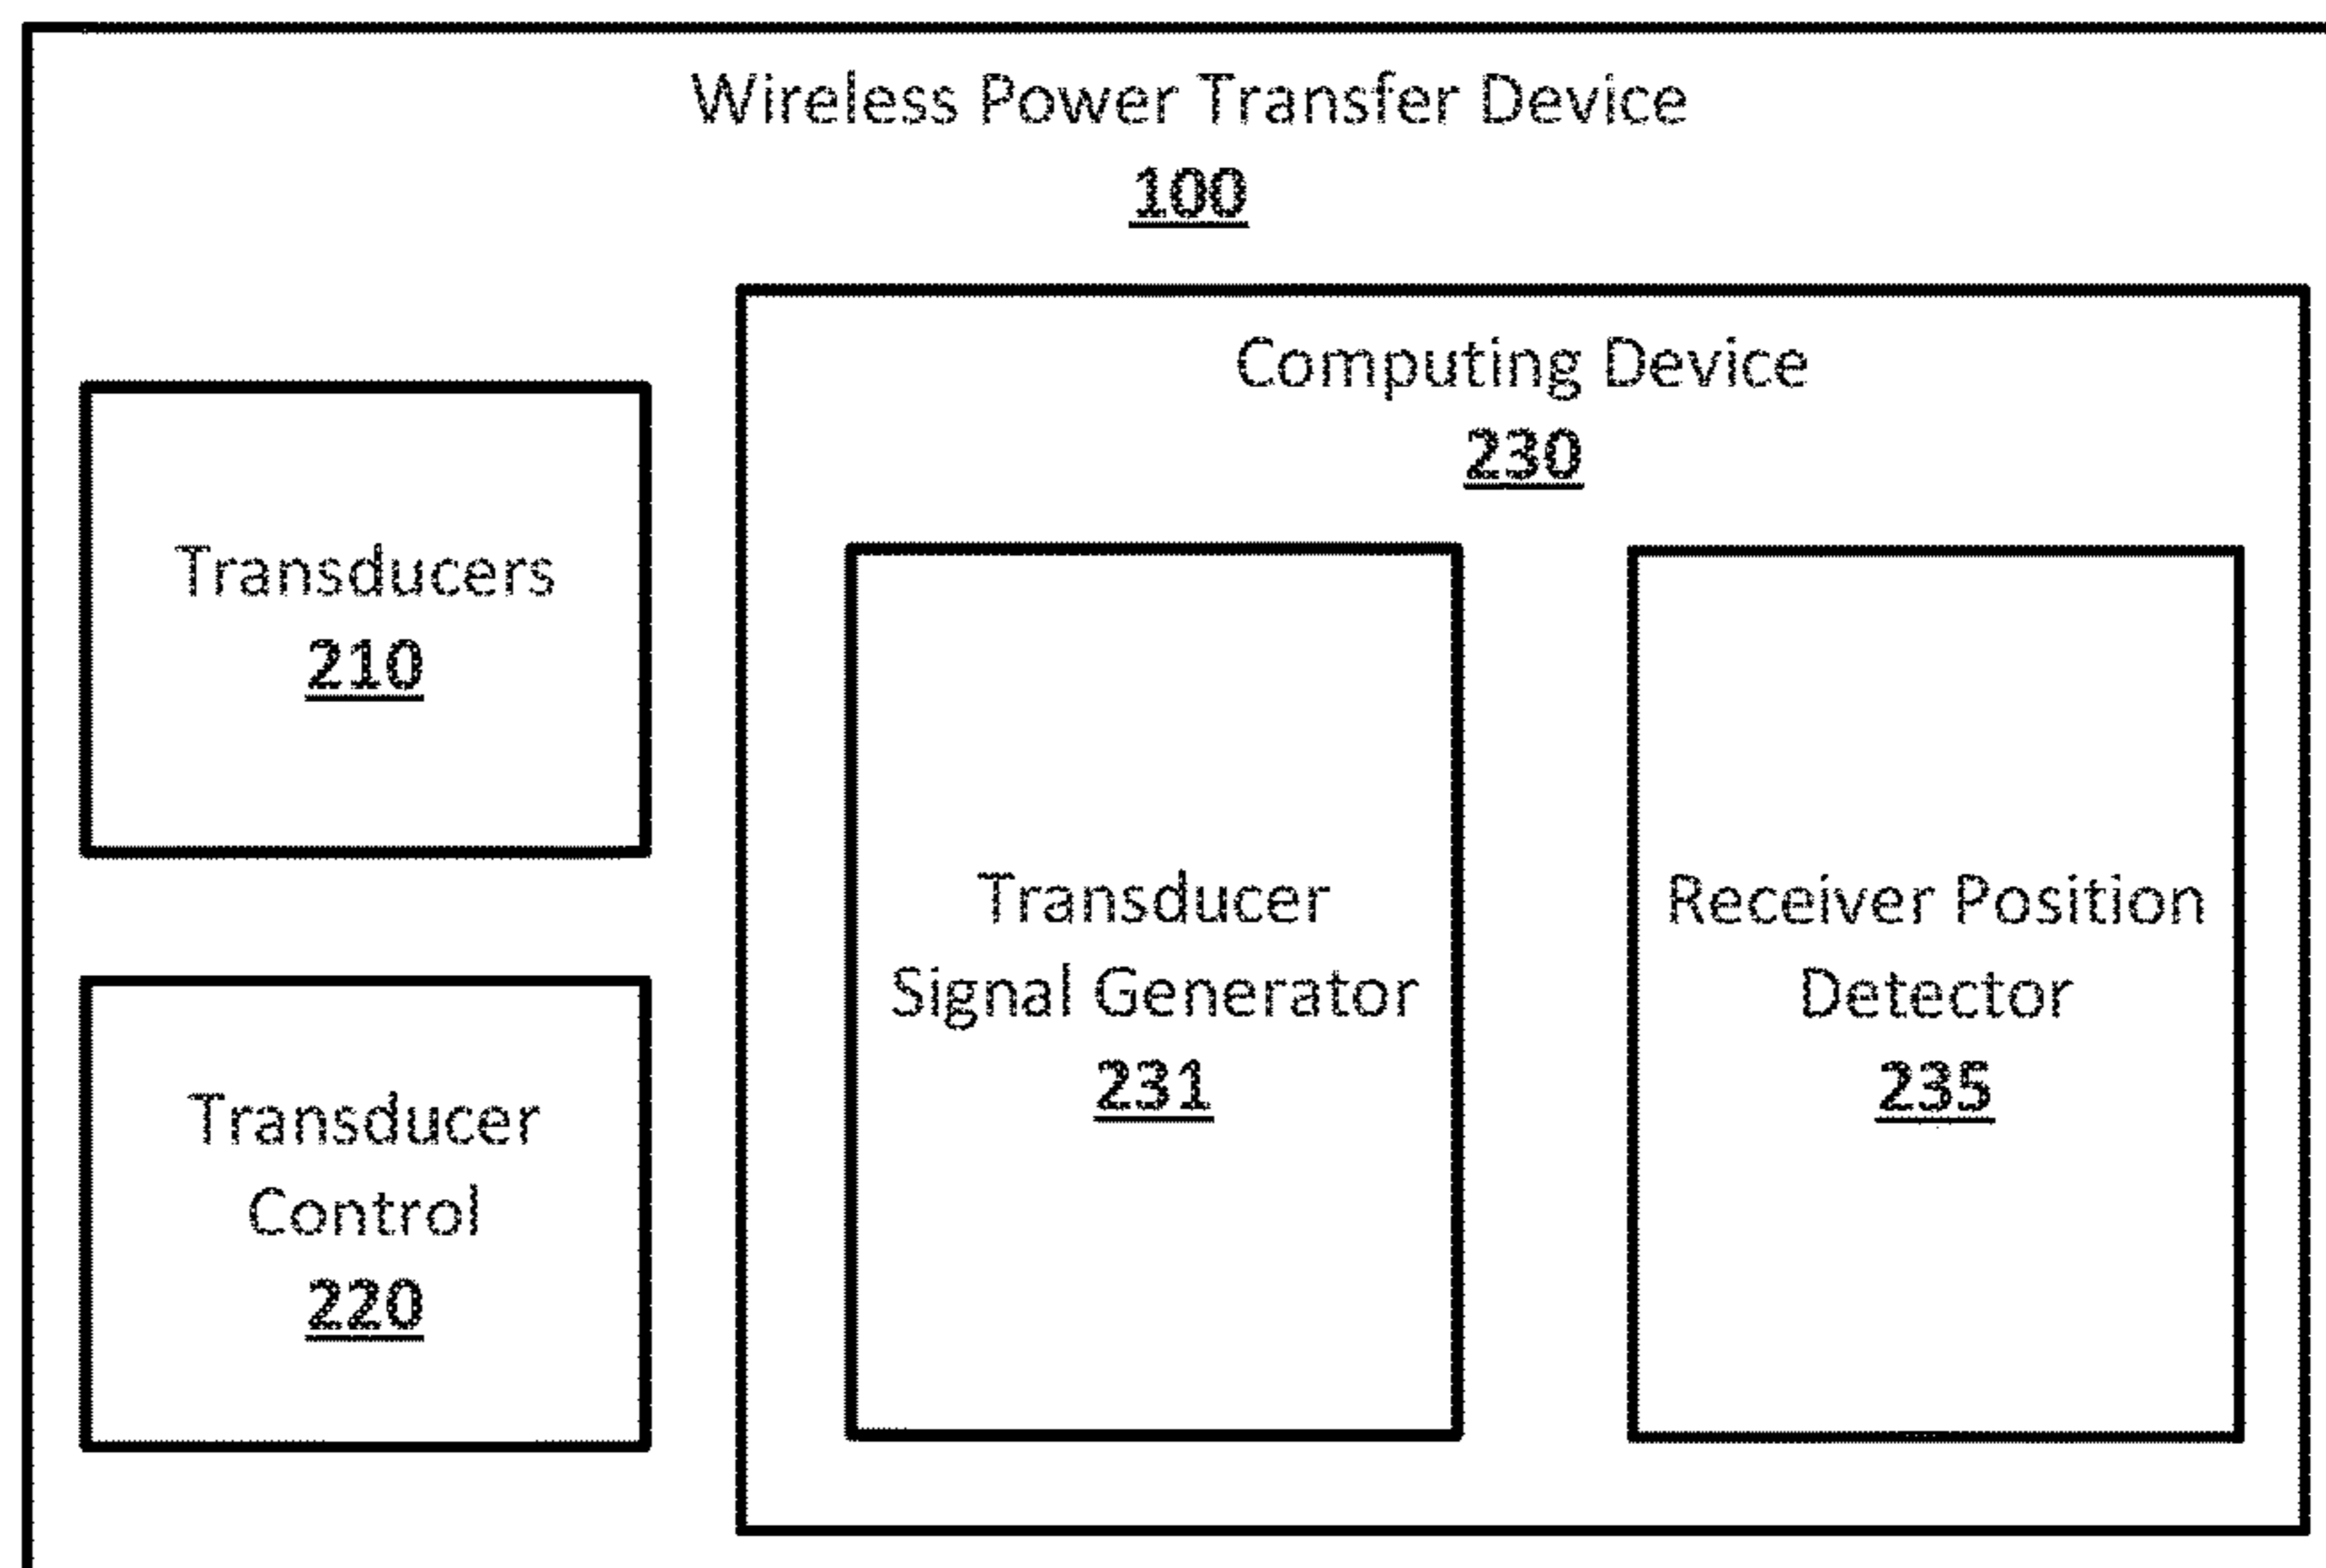 Wireless Power Transfer Device
100
Transducers
210
Transducer
Control
220
Computing Device
230
Transducer
Signal Generator
231
Receiver Position
Detector
235